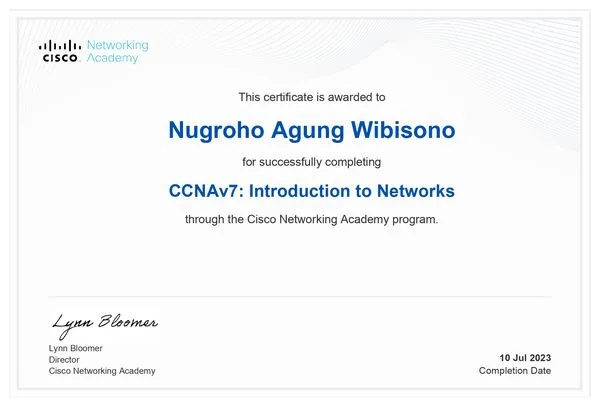 Networking
CISCO Academy
This certificate is awarded to
Nugroho Agung Wibisono
for successfully completing
CCNAv7: Introduction to Networks
through the Cisco Networking Academy program.
Lynn Bloomer
Lynn Bloomer
Director
Cisco Networking Academy
10 Jul 2023
Completion Date